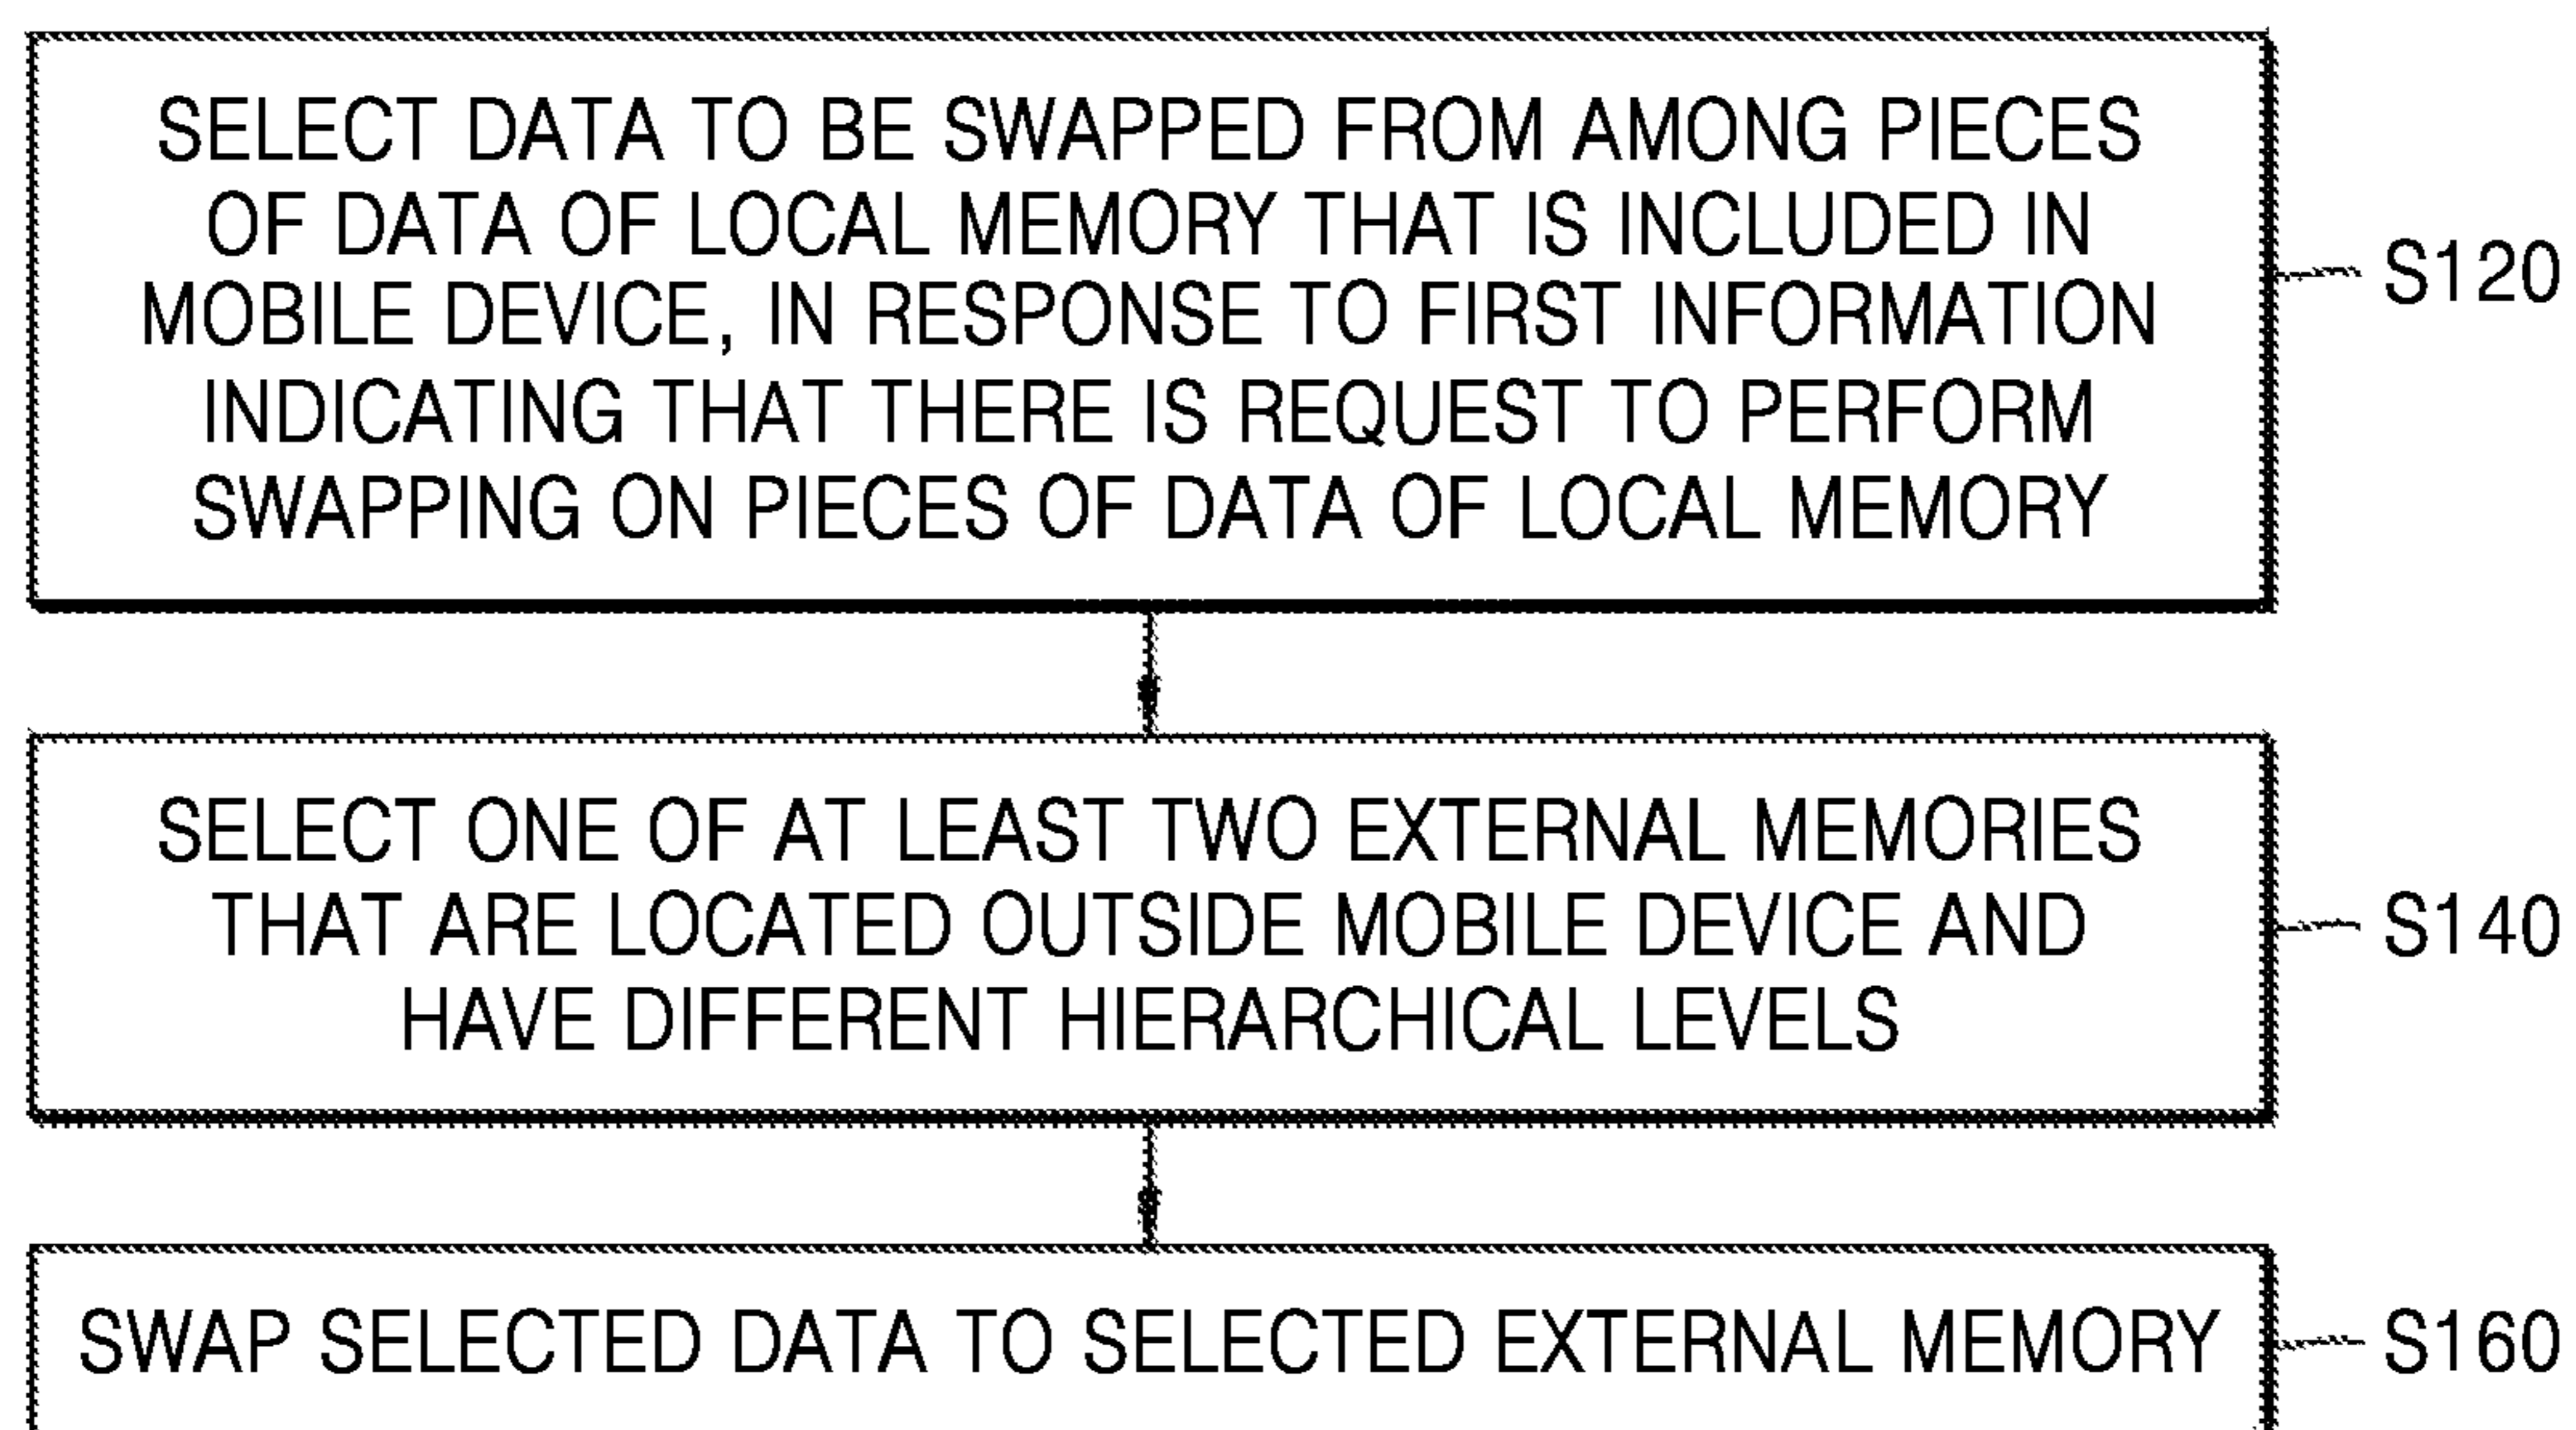 SELECT DATA TO BE SWAPPED FROM AMONG PIECES
OF DATA OF LOCAL MEMORY THAT IS INCLUDED IN
MOBILE DEVICE, IN RESPONSE TO FIRST INFORMATION
INDICATING THAT THERE IS REQUEST TO PERFORM
SWAPPING ON PIECES OF DATA OF LOCAL MEMORY
S120
SELECT ONE OF AT LEAST TWO EXTERNAL MEMORIES
THAT ARE LOCATED OUTSIDE MOBILE DEVICE AND
HAVE DIFFERENT HIERARCHICAL LEVELS
S140
SWAP SELECTED DATA TO SELECTED EXTERNAL MEMORY
S160